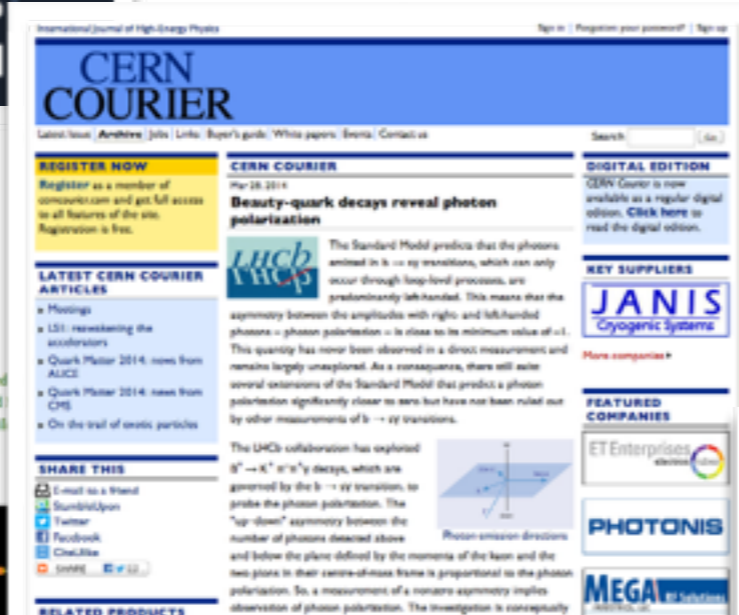 International Journal of High-Energy Physics
Sign in | Forgotten your password? | Sign up
CERN
COURIER
Latest Issue | Archive | Jobs | Links | Buyer's guide | White papers | Events | Contact us
Search
Go
REGISTER NOW
Register as a member of
cerncourier.com and get full access
to all features of the site.
Registration is free.
LATEST CERN COURIER
ARTICLES
Meetings
LS1: reawakening the
accelerators
Quark Matter 2014: news from
ALICE
Quark Matter 2014: news from
CMS
On the trail of exotic particles
SHARE THIS
E-mail to a friend
StumbleUpon
Twitter
Facebook
CiteUlike
SHARE
RELATED PRODUCTS
CERN COURIER
Mar 28, 2014
Beauty-quark decays reveal photon
polarization
LHCb
The Standard Model predicts that the photons
emitted in b → sγ transitions, which can only
occur through loop-level processes, are
predominantly left-handed. This means that the
asymmetry between the amplitudes with right- and left-handed
photons – photon polarization – is close to its minimum value of –1.
This quantity has never been observed in a direct measurement and
remains largely unexplored. As a consequence, there still exist
several extensions of the Standard Model that predict a photon
polarization significantly closer to zero but have not been ruled out
by other measurements of b → sγ transitions.
The LHCb collaboration has exploited
B⁺ → K⁺ π⁻π⁺γ decays, which are
governed by the b → sγ transition, to
probe the photon polarization. The
"up-down" asymmetry between the
number of photons detected above
and below the plane defined by the momenta of the kaon and the
two pions in their centre-of-mass frame is proportional to the photon
polarization. So, a measurement of a nonzero asymmetry implies
observation of photon polarization. The investigation is conceptually
Photon emission directions
DIGITAL EDITION
CERN Courier is now
available as a regular digital
edition. Click here to
read the digital edition.
KEY SUPPLIERS
JANIS
Cryogenic Systems
More companies
FEATURED
COMPANIES
ET Enterprises
electron tubes
PHOTONIS
MEGA RF Solutions